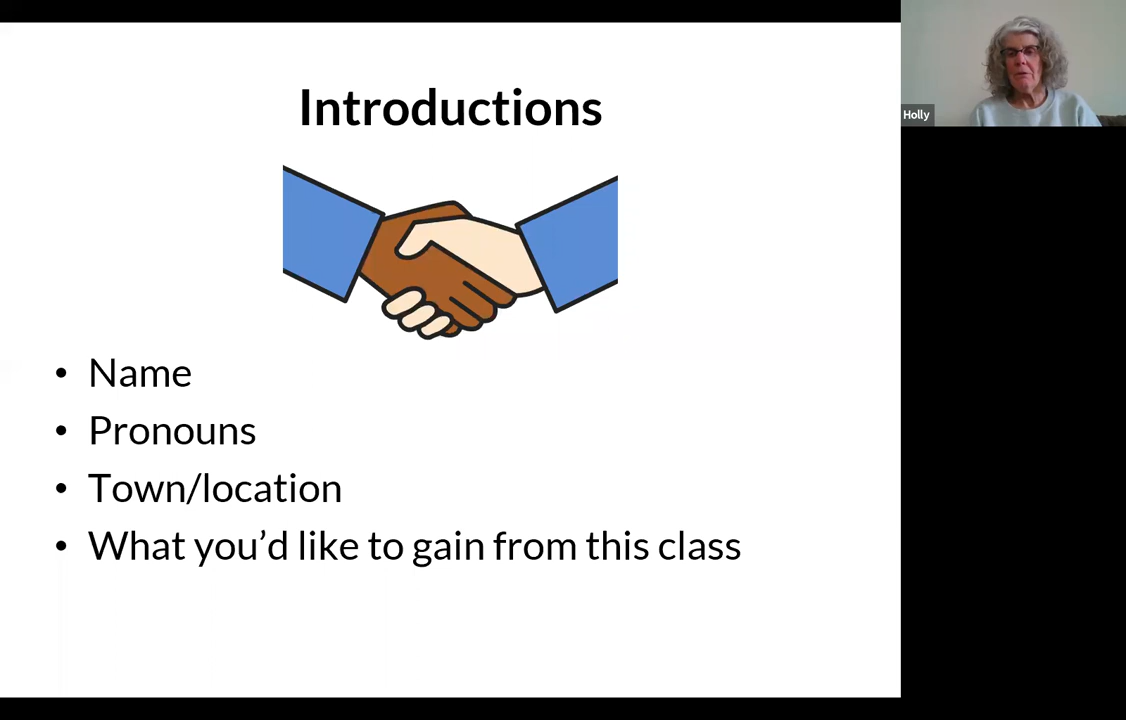 Introductions
• Name
• Pronouns
• Town/location
• What you’d like to gain from this class
Holly